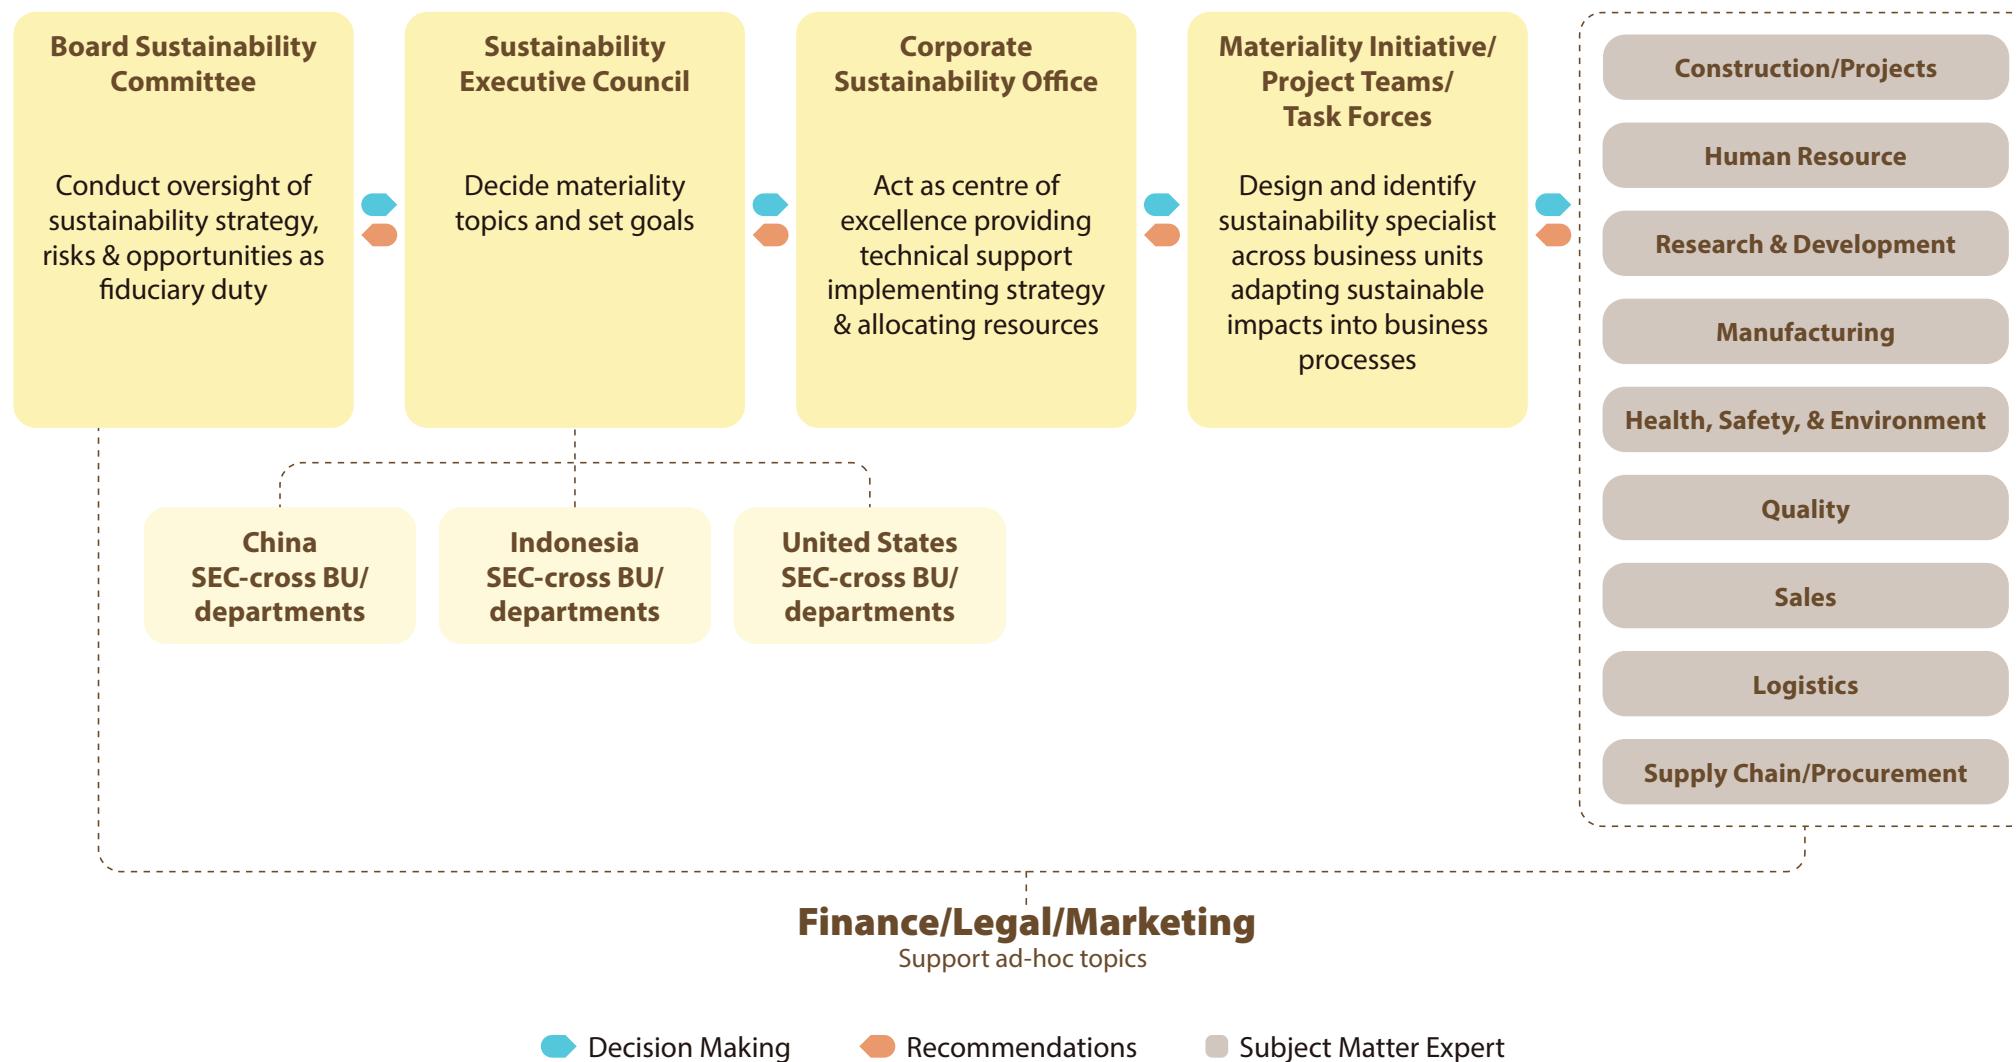 Board Sustainability
Committee
Conduct oversight of
sustainability strategy,
risks & opportunities as
fiduciary duty
Sustainability
Executive Council
Decide materiality
topics and set goals
Corporate
Sustainability Office
Act as centre of
excellence providing
technical support
implementing strategy
& allocating resources
Materiality Initiative/
Project Teams/
Task Forces
Design and identify
sustainability specialist
across business units
adapting sustainable
impacts into business
processes
Construction/Projects
Human Resource
Research & Development
Manufacturing
Health, Safety, & Environment
Quality
Sales
Logistics
Supply Chain/Procurement
China
SEC-cross BU/
departments
Indonesia
SEC-cross BU/
departments
United States
SEC-cross BU/
departments
Finance/Legal/Marketing
Support ad-hoc topics
Decision Making
Recommendations
Subject Matter Expert